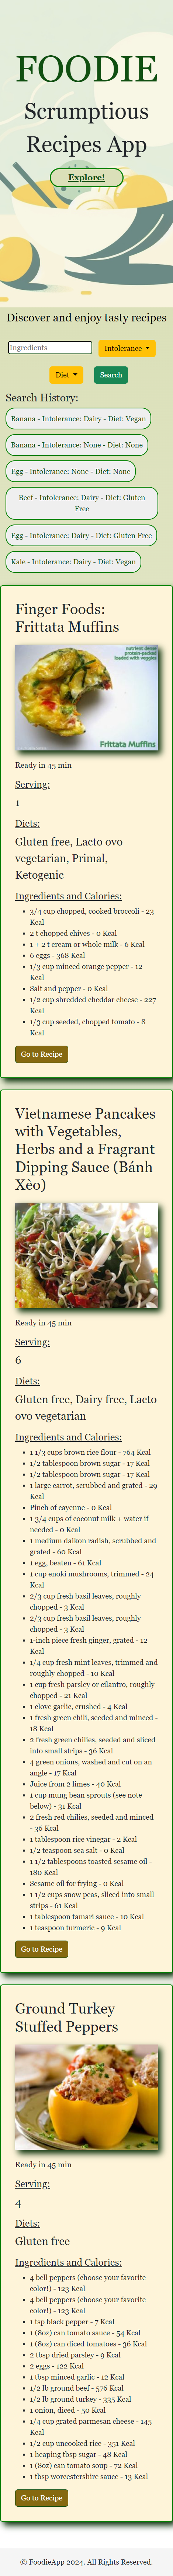 FOODIE
Scrumptious
Recipes App
Explore!
Discover and enjoy tasty recipes
Ingredients
Intolerance
Diet
Search
Search History:
Banana - Intolerance: Dairy - Diet: Vegan
Banana - Intolerance: None - Diet: None
Egg - Intolerance: None - Diet: None
Beef - Intolerance: Dairy - Diet: Gluten
Free
Egg - Intolerance: Dairy - Diet: Gluten Free
Kale - Intolerance: Dairy - Diet: Vegan
Finger Foods:
Frittata Muffins
nutrient dense
protein-packed
loaded with veggies
Frittata Muffins
Ready in 45 min
Serving:
1
Diets:
Gluten free, Lacto ovo
vegetarian, Primal,
Ketogenic
Ingredients and Calories:
3/4 cup chopped, cooked broccoli - 23
Kcal
2 t chopped chives - 0 Kcal
1 + 2 t cream or whole milk - 6 Kcal
6 eggs - 368 Kcal
1/3 cup minced orange pepper - 12
Kcal
Salt and pepper - 0 Kcal
1/2 cup shredded cheddar cheese - 227
Kcal
1/3 cup seeded, chopped tomato - 8
Kcal
Go to Recipe
Vietnamese Pancakes
with Vegetables,
Herbs and a Fragrant
Dipping Sauce (Bánh
Xèo)
Ready in 45 min
Serving:
6
Diets:
Gluten free, Dairy free, Lacto
ovo vegetarian
Ingredients and Calories:
1 1/3 cups brown rice flour - 764 Kcal
1/2 tablespoon brown sugar - 17 Kcal
1/2 tablespoon brown sugar - 17 Kcal
1 large carrot, scrubbed and grated - 29
Kcal
Pinch of cayenne - 0 Kcal
1 3/4 cups of coconut milk + water if
needed - 0 Kcal
1 medium daikon radish, scrubbed and
grated - 60 Kcal
1 egg, beaten - 61 Kcal
1 cup enoki mushrooms, trimmed - 24
Kcal
2/3 cup fresh basil leaves, roughly
chopped - 3 Kcal
2/3 cup fresh basil leaves, roughly
chopped - 3 Kcal
1-inch piece fresh ginger, grated - 12
Kcal
1/4 cup fresh mint leaves, trimmed and
roughly chopped - 10 Kcal
1 cup fresh parsley or cilantro, roughly
chopped - 21 Kcal
1 clove garlic, crushed - 4 Kcal
1 fresh green chili, seeded and minced -
18 Kcal
2 fresh green chilies, seeded and sliced
into small strips - 36 Kcal
4 green onions, washed and cut on an
angle - 17 Kcal
Juice from 2 limes - 40 Kcal
1 cup mung bean sprouts (see note
below) - 31 Kcal
2 fresh red chilies, seeded and minced
- 36 Kcal
1 tablespoon rice vinegar - 2 Kcal
1/2 teaspoon sea salt - 0 Kcal
1 1/2 tablespoons toasted sesame oil -
180 Kcal
Sesame oil for frying - 0 Kcal
1 1/2 cups snow peas, sliced into small
strips - 61 Kcal
1 tablespoon tamari sauce - 10 Kcal
1 teaspoon turmeric - 9 Kcal
Go to Recipe
Ground Turkey
Stuffed Peppers
Ready in 45 min
Serving:
4
Diets:
Gluten free
Ingredients and Calories:
4 bell peppers (choose your favorite
color!) - 123 Kcal
4 bell peppers (choose your favorite
color!) - 123 Kcal
1 tsp black pepper - 7 Kcal
1 (8oz) can tomato sauce - 54 Kcal
1 (8oz) can diced tomatoes - 36 Kcal
2 tbsp dried parsley - 9 Kcal
2 eggs - 122 Kcal
1 tbsp minced garlic - 12 Kcal
1/2 lb ground beef - 576 Kcal
1/2 lb ground turkey - 335 Kcal
1 onion, diced - 50 Kcal
1/4 cup grated parmesan cheese - 145
Kcal
1/2 cup uncooked rice - 351 Kcal
1 heaping tbsp sugar - 48 Kcal
1 (8oz) can tomato soup - 72 Kcal
1 tbsp worcestershire sauce - 13 Kcal
Go to Recipe
© FoodieApp 2024. All Rights Reserved.